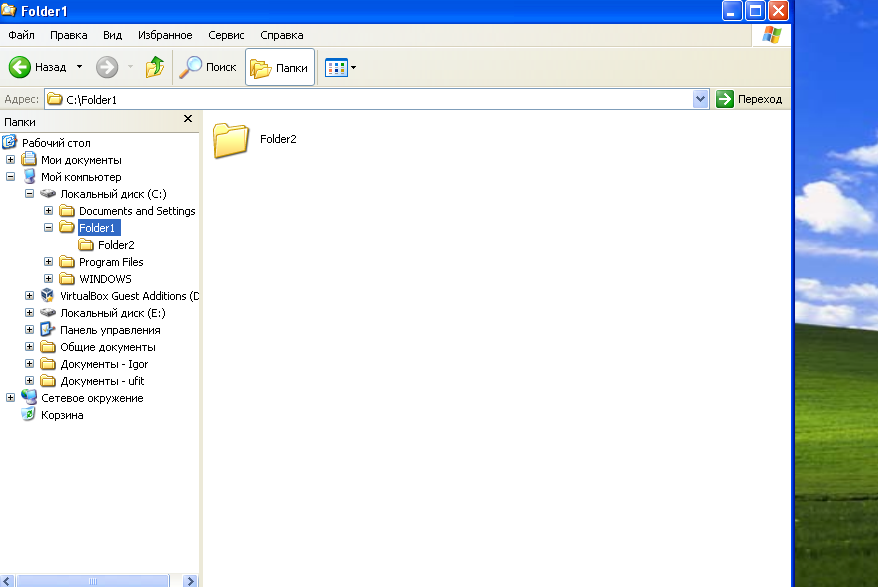 Folder1
Файл Правка Вид Избранное Сервис Справка
Назад Поиск Папки
Адрес: C:\Folder1 Переход
Папки
Рабочий стол
Мои документы
Мой компьютер
Локальный диск (C:)
Documents and Settings
Folder1
Folder2
Program Files
WINDOWS
VirtualBox Guest Additions (D
Локальный диск (E:)
Панель управления
Общие документы
Документы - Igor
Документы - ufit
Сетевое окружение
Корзина
Folder2